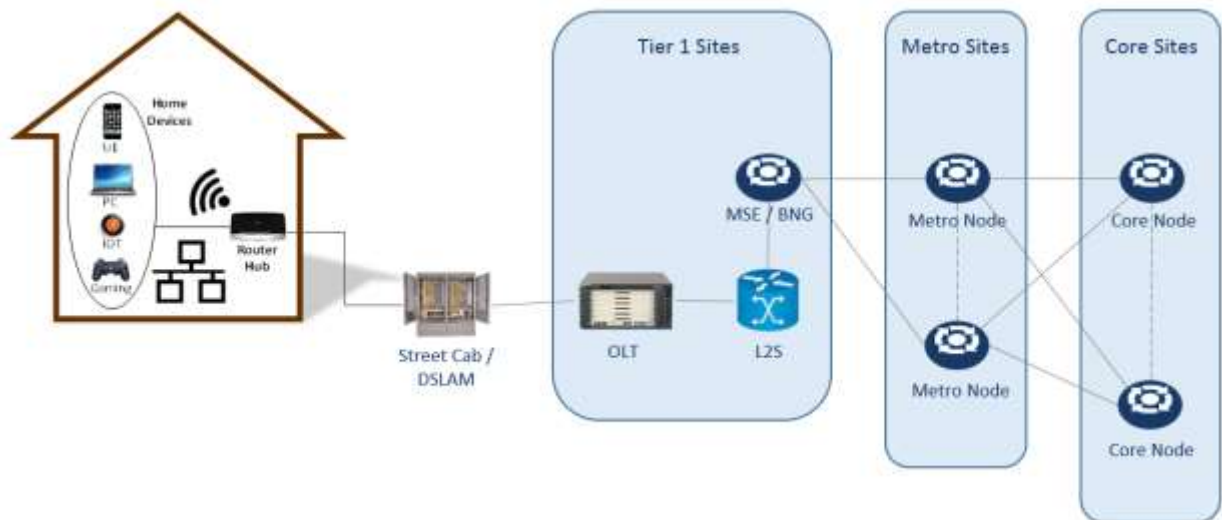 Tier 1 Sites
Metro Sites
Core Sites
Home
Devices
UE
PC
IOT
Gaming
Router
Hub
MSE / BNG
Metro Node
Core Node
Street Cab /
DSLAM
OLT
L2S
Metro Node
Core Node